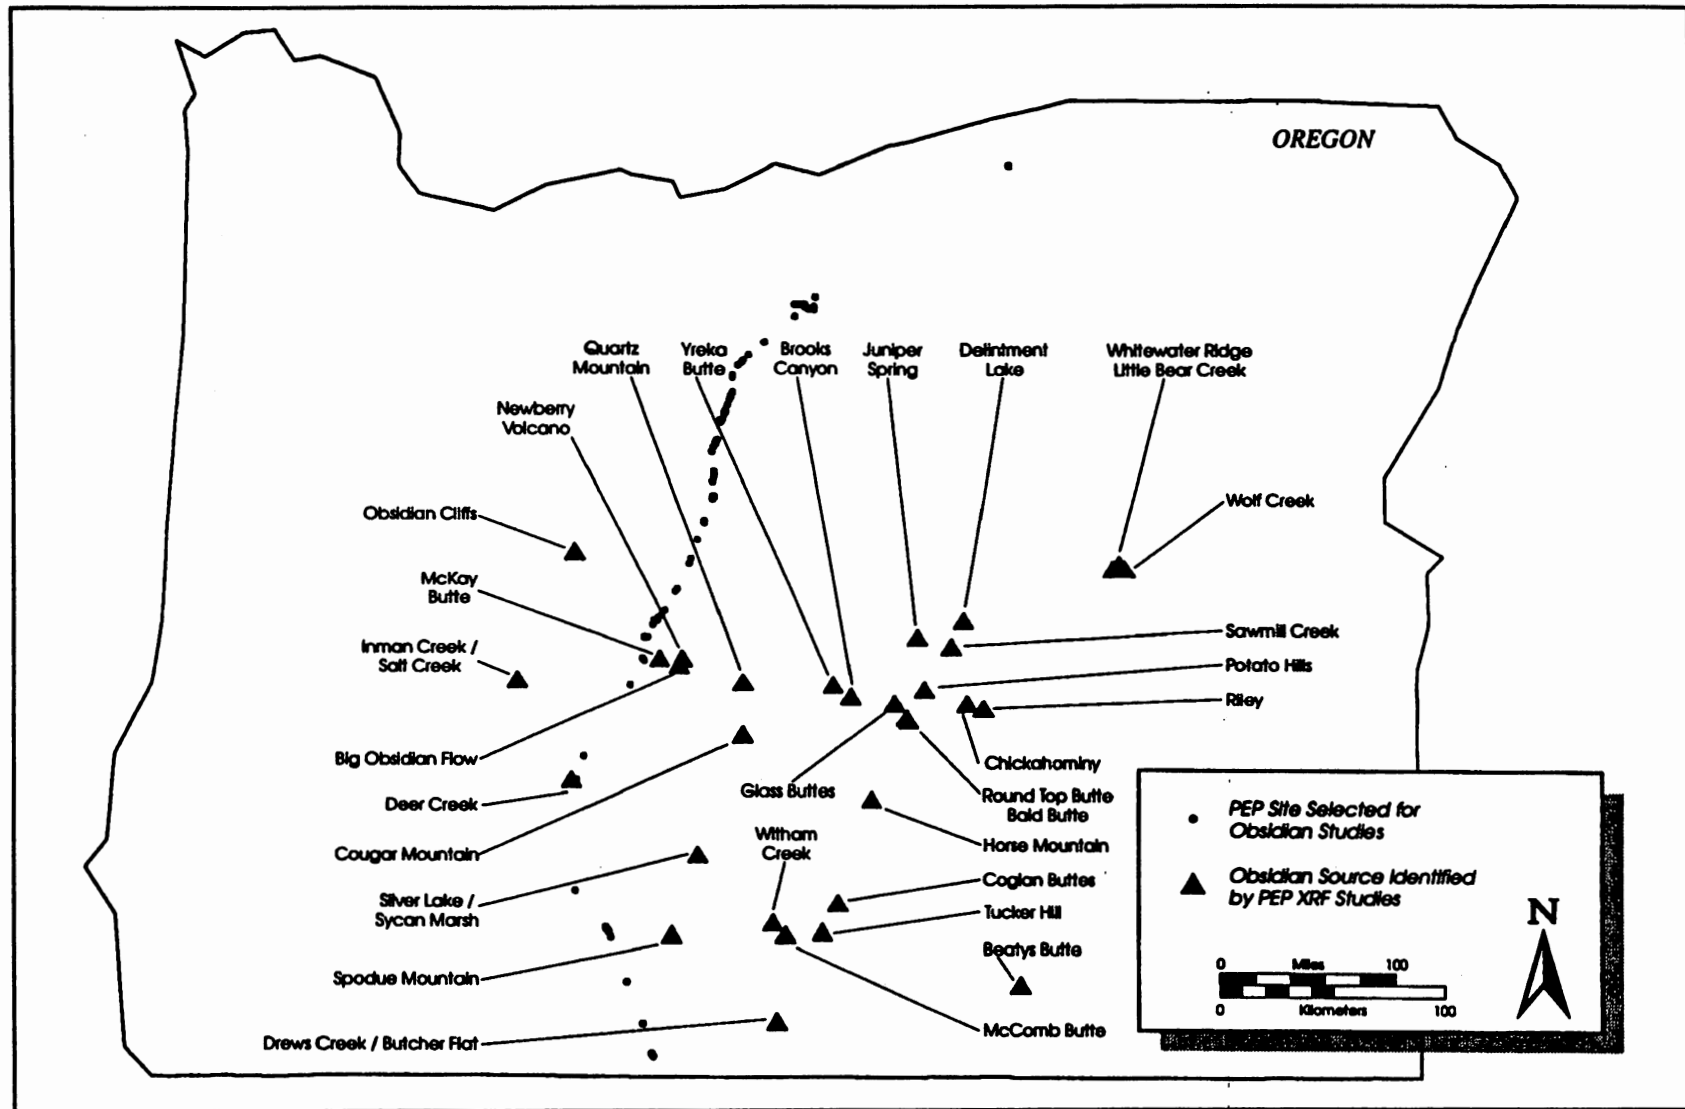 OREGON
Quartz
Mountain
Yreka
Butte
Brooks
Canyon
Juniper
Spring
Delintment
Lake
Whitewater Ridge
Little Bear Creek
Newberry
Volcano
Obsidian Cliffs
Wolf Creek
McKay
Butte
Inman Creek /
Salt Creek
Sawmill Creek
Potato Hills
Riley
Big Obsidian Flow
Chickahominy
Deer Creek
Glass Buttes
Round Top Butte
Bald Butte
Cougar Mountain
Witham
Creek
Horse Mountain
Silver Lake /
Sycan Marsh
Coglan Buttes
Tucker Hill
Beatys Butte
Spodue Mountain
McComb Butte
Drews Creek / Butcher Flat
PEP Site Selected for
Obsidian Studies
Obsidian Source Identified
by PEP XRF Studies
N
0 Miles 100
0 Kilometers 100